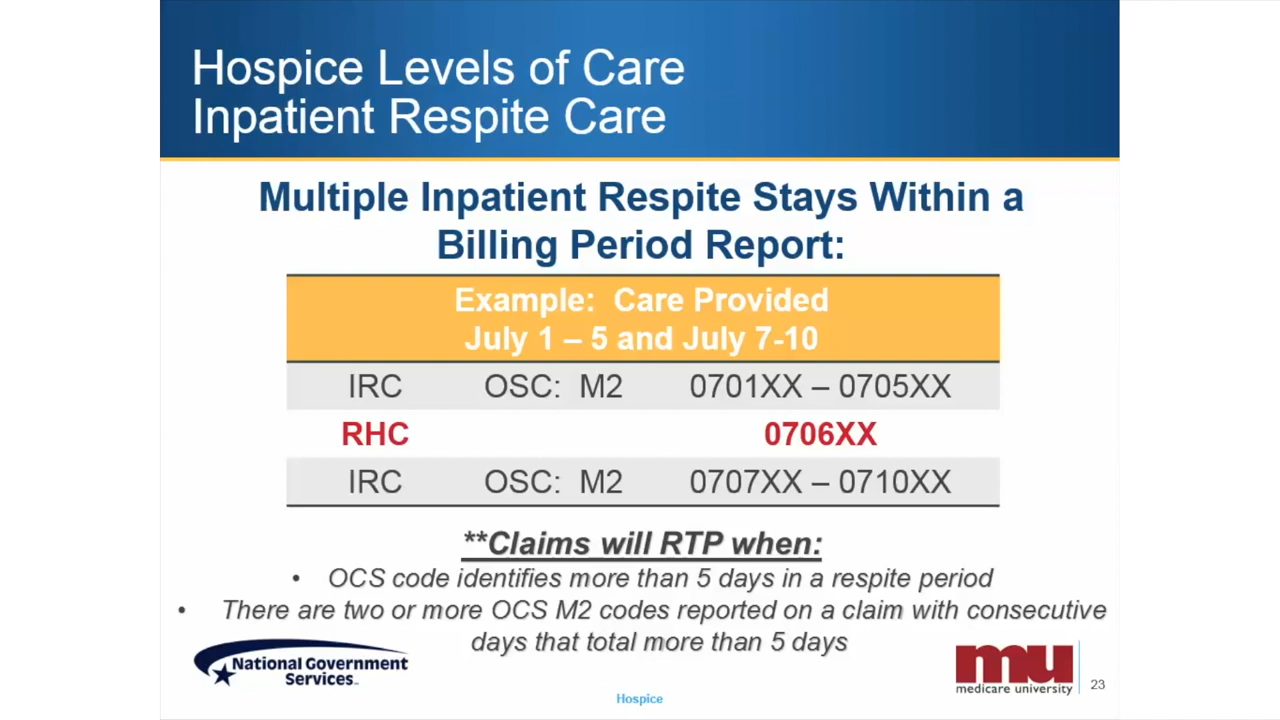 Hospice Levels of Care
Inpatient Respite Care
Multiple Inpatient Respite Stays Within a
Billing Period Report:
Example: Care Provided
July 1 – 5 and July 7-10
IRC OSC: M2 0701XX – 0705XX
RHC 0706XX
IRC OSC: M2 0707XX – 0710XX
**Claims will RTP when:
• OCS code identifies more than 5 days in a respite period
• There are two or more OCS M2 codes reported on a claim with consecutive
days that total more than 5 days
National Government
Services
mu
medicare university
23
Hospice